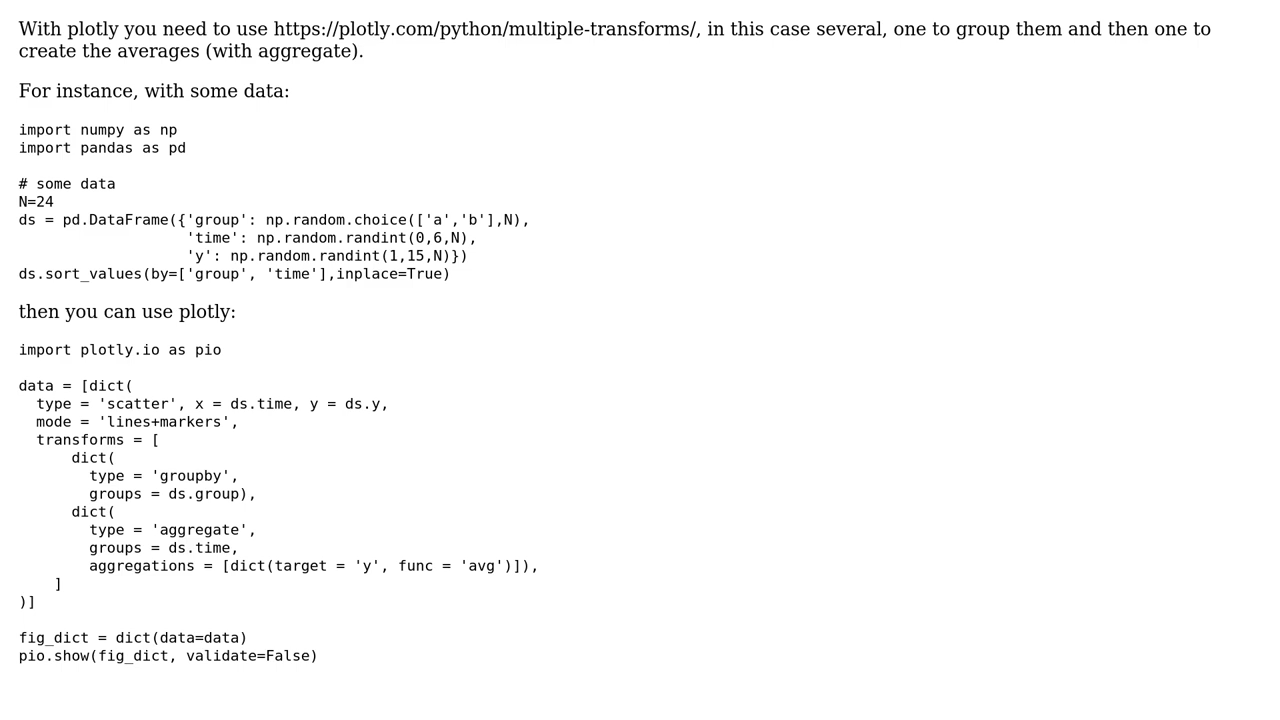 With plotly you need to use https://plotly.com/python/multiple-transforms/, in this case several, one to group them and then one to
create the averages (with aggregate).
For instance, with some data:
import numpy as np
import pandas as pd
# some data
N=24
ds = pd.DataFrame({'group': np.random.choice(['a','b'],N),
                   'time': np.random.randint(0,6,N),
                   'y': np.random.randint(1,15,N)})
ds.sort_values(by=['group', 'time'],inplace=True)
then you can use plotly:
import plotly.io as pio
data = [dict(
  type = 'scatter', x = ds.time, y = ds.y,
  mode = 'lines+markers',
  transforms = [
      dict(
        type = 'groupby',
        groups = ds.group),
      dict(
        type = 'aggregate',
        groups = ds.time,
        aggregations = [dict(target = 'y', func = 'avg')]),
    ]
)]
fig_dict = dict(data=data)
pio.show(fig_dict, validate=False)